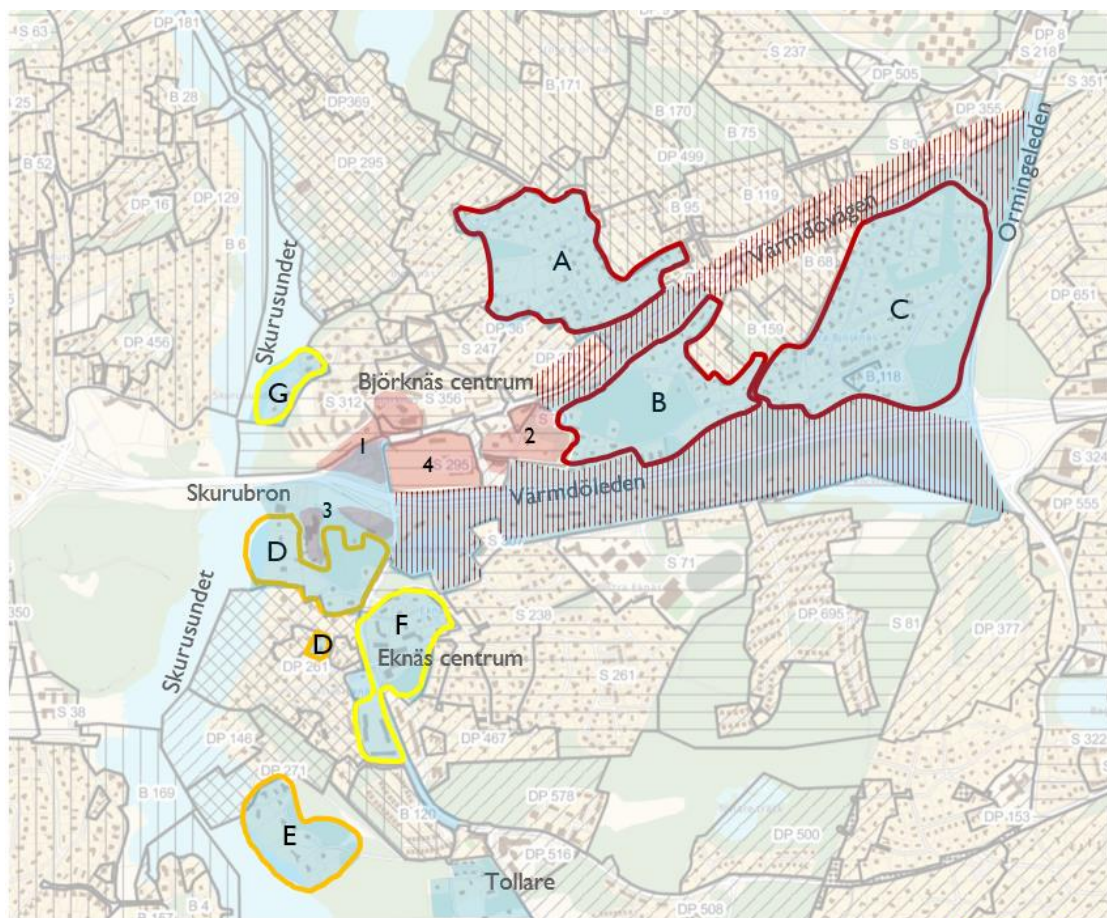 DP 181
S 63
DP 8
S 218
S 237
DP 505
S 351
B 171
B 28
DP369
B 25
B 170
B 75
DP 355
S 80
DP 499
B 52
DP 295
DP 16
DP 129
B 119
B 95
Ormingeleden
Värmdövägen
B 6
A
B 68
DP 651
Skurusundet
C
DP 36
DP 456
S 247
B 159
Björknäs centrum
G
S 312
S 356
B
B 118
2
1
4
S 295
S 324
Skurubron
Värmdöleden
3
DP 555
D
S 71
350
DP 695
S 81
DP 377
S 238
F
D
Eknäs centrum
Skurusundet
DP 261
S 261
S 38
DP 146
DP 467
S 322
DP 271
B 169
B 120
DP 578
DP 153
E
DP 500
DP 516
Tollare
B 157
B 4
DP 508